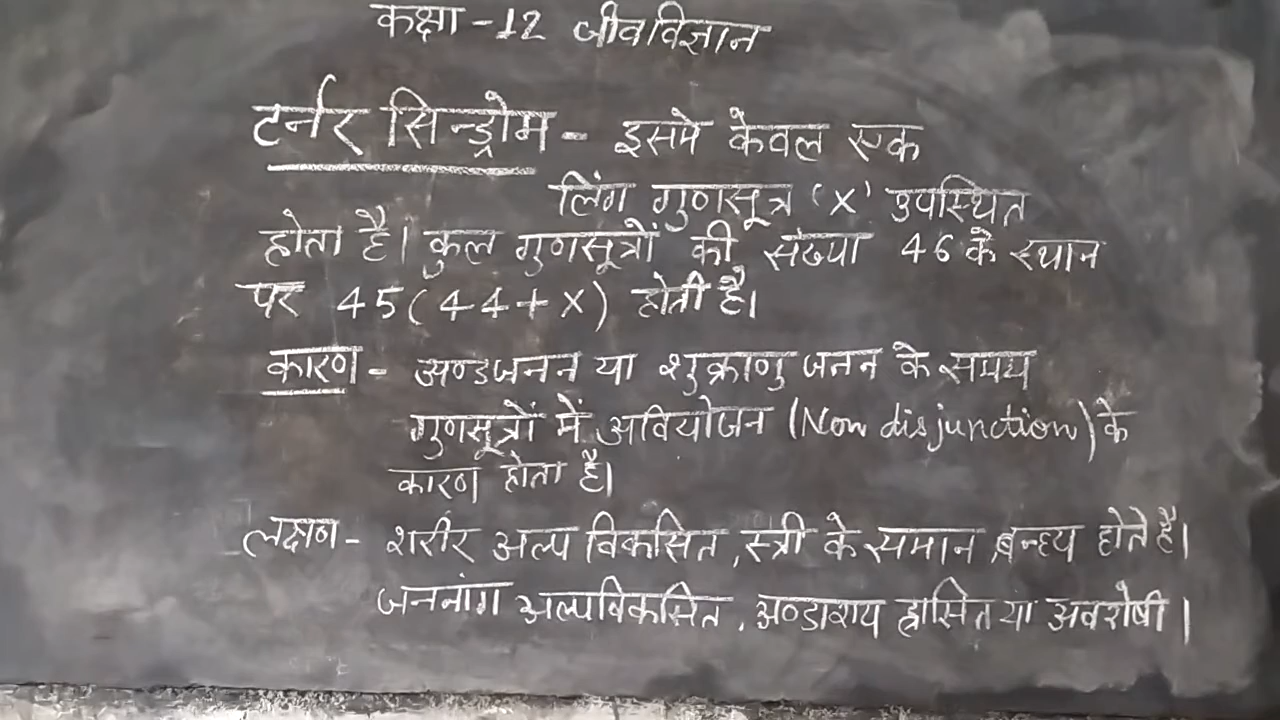 कक्षा - 12 जीवविज्ञान
टर्नर सिन्ड्रोम - इसमे केवल एक
लिंग गुणसूत्र 'X' उपस्थित
होता है। कुल गुणसूत्रों की संख्या 46 के स्थान
पर 45 (44 + X) होती है।
कारण - अण्डजनन या शुक्राणु जनन के समय
गुणसूत्रों में अवियोजन (Non disjunction) के
कारण होता है।
लक्षण - शरीर अल्प विकसित, स्त्री के समान, बन्ध्य होते है।
जननांग अल्पविकसित, अण्डाशय ह्रासित या अवशेषी।